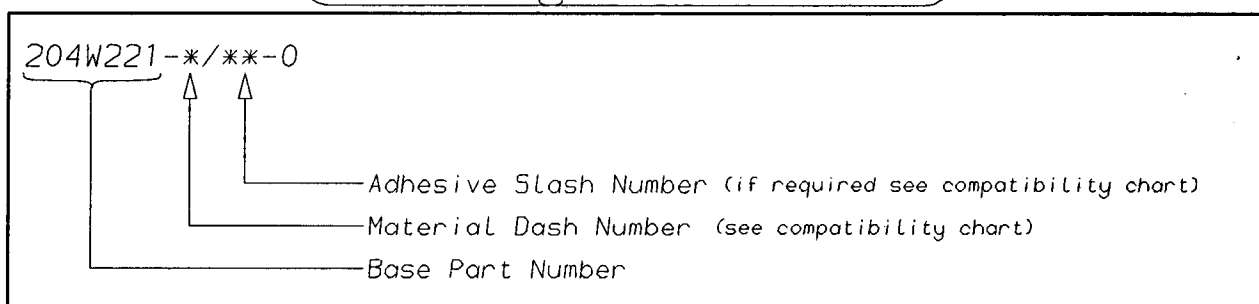 204W221-*/**-0
Adhesive Slash Number (if required see compatibility chart)
Material Dash Number (see compatibility chart)
Base Part Number